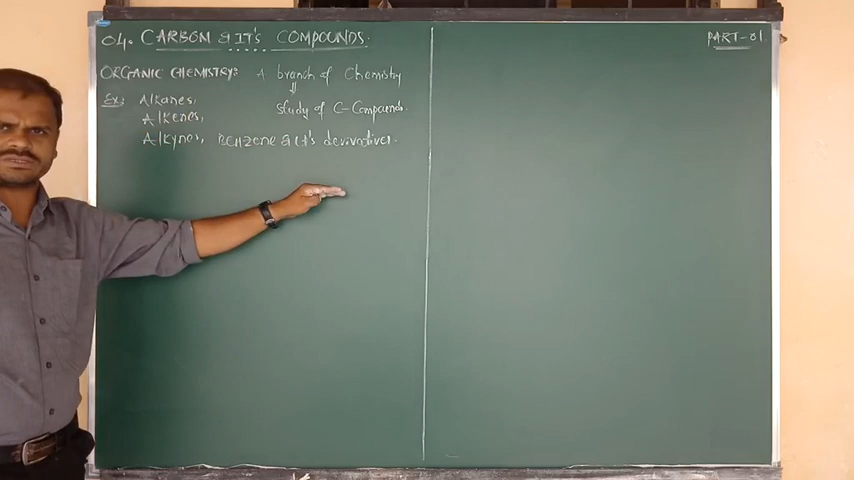 04. CARBON & IT'S COMPOUNDS.
PART-01
ORGANIC CHEMISTRY: A branch of Chemistry
⇓
Ex: Alkanes, study of C-Compounds.
Alkenes,
Alkynes, BENZene & it's derivatives.